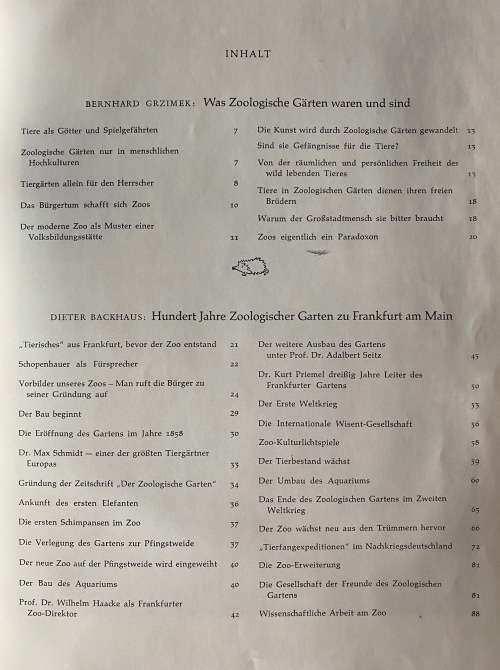 INHALT
BERNHARD GRZIMEK: Was Zoologische Gärten waren und sind
Tiere als Götter und Spielgefährten 7
Zoologische Gärten nur in menschlichen
Hochkulturen 7
Tiergärten allein für den Herrscher 8
Das Bürgertum schafft sich Zoos 10
Der moderne Zoo als Muster einer
Volksbildungsstätte 11
Die Kunst wird durch Zoologische Gärten gewandelt 13
Sind sie Gefängnisse für die Tiere? 13
Von der räumlichen und persönlichen Freiheit des
wild lebenden Tieres 15
Tiere in Zoologischen Gärten dienen ihren freien
Brüdern 18
Warum der Großstadtmensch sie bitter braucht 18
Zoos eigentlich ein Paradoxon 20
DIETER BACKHAUS: Hundert Jahre Zoologischer Garten zu Frankfurt am Main
„Tierisches“ aus Frankfurt, bevor der Zoo entstand 21
Schopenhauer als Fürsprecher 22
Vorbilder unseres Zoos – Man ruft die Bürger zu
seiner Gründung auf 24
Der Bau beginnt 29
Die Eröffnung des Gartens im Jahre 1858 30
Dr. Max Schmidt — einer der größten Tiergärtner
Europas 33
Gründung der Zeitschrift „Der Zoologische Garten“ 34
Ankunft des ersten Elefanten 36
Die ersten Schimpansen im Zoo 37
Die Verlegung des Gartens zur Pfingstweide 37
Der neue Zoo auf der Pfingstweide wird eingeweiht 40
Der Bau des Aquariums 40
Prof. Dr. Wilhelm Haacke als Frankfurter
Zoo-Direktor 42
Der weitere Ausbau des Gartens
unter Prof. Dr. Adalbert Seitz 45
Dr. Kurt Priemel dreißig Jahre Leiter des
Frankfurter Gartens 50
Der Erste Weltkrieg 53
Die Internationale Wisent-Gesellschaft 56
Zoo-Kulturlichtspiele 58
Der Tierbestand wächst 59
Der Umbau des Aquariums 60
Das Ende des Zoologischen Gartens im Zweiten
Weltkrieg 65
Der Zoo wächst neu aus den Trümmern hervor 66
„Tierfangexpeditionen“ im Nachkriegsdeutschland 72
Die Zoo-Erweiterung 82
Die Gesellschaft der Freunde des Zoologischen
Gartens 82
Wissenschaftliche Arbeit am Zoo 88